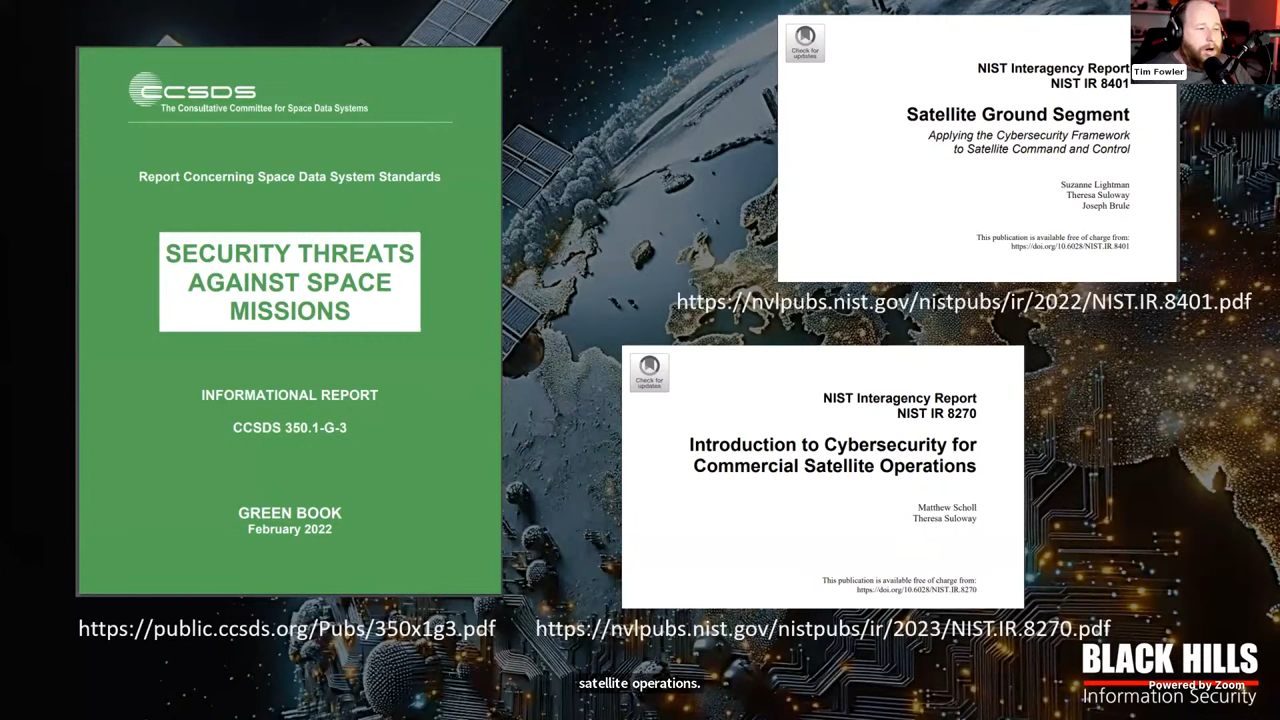 CCSDS
The Consultative Committee for Space Data Systems
Report Concerning Space Data System Standards
SECURITY THREATS
AGAINST SPACE
MISSIONS
INFORMATIONAL REPORT
CCSDS 350.1-G-3
GREEN BOOK
February 2022
https://public.ccsds.org/Pubs/350x1g3.pdf
Check for
updates
NIST Interagency Report
NIST IR 8401
Satellite Ground Segment
Applying the Cybersecurity Framework
to Satellite Command and Control
Suzanne Lightman
Theresa Suloway
Joseph Brule
This publication is available free of charge from:
https://doi.org/10.6028/NIST.IR.8401
https://nvlpubs.nist.gov/nistpubs/ir/2022/NIST.IR.8401.pdf
Tim Fowler
Check for
updates
NIST Interagency Report
NIST IR 8270
Introduction to Cybersecurity for
Commercial Satellite Operations
Matthew Scholl
Theresa Suloway
This publication is available free of charge from:
https://doi.org/10.6028/NIST.IR.8270
https://nvlpubs.nist.gov/nistpubs/ir/2023/NIST.IR.8270.pdf
satellite operations.
BLACK HILLS
Powered by Zoom
Information Security